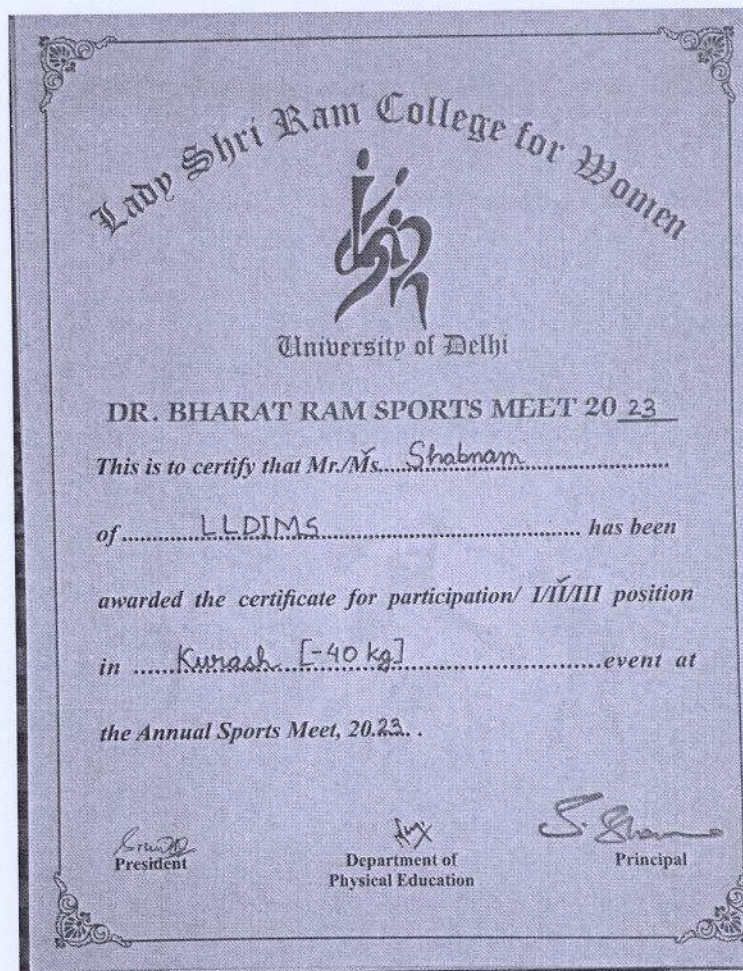 Lady Shri Ram College for Women
University of Delhi
DR. BHARAT RAM SPORTS MEET 20 23
This is to certify that Mr./Ms. Shabnam
of LLDIMS has been
awarded the certificate for participation/ I/II/III position
in Kurash [-40 kg] event at
the Annual Sports Meet, 20.23. .
S. Sharma
President
Department of
Physical Education
Principal